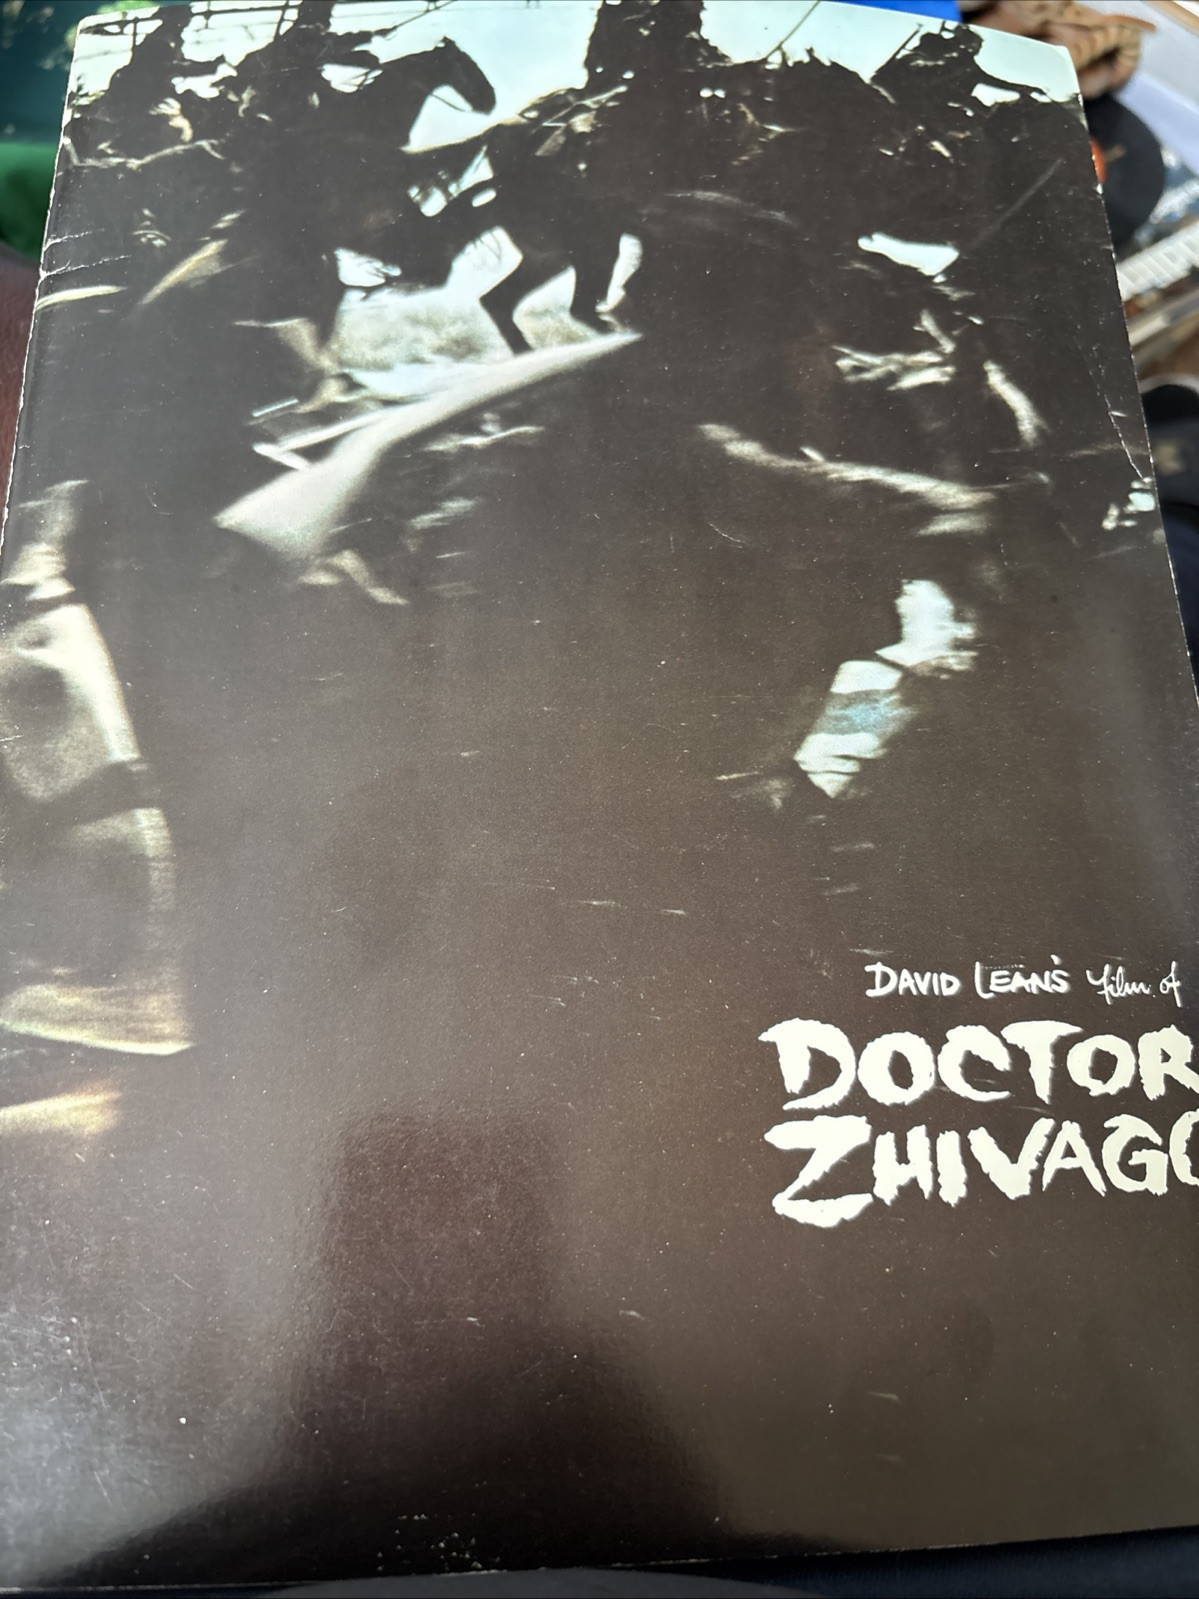 DAVID LEAN'S film of
DOCTOR
ZHIVAGO